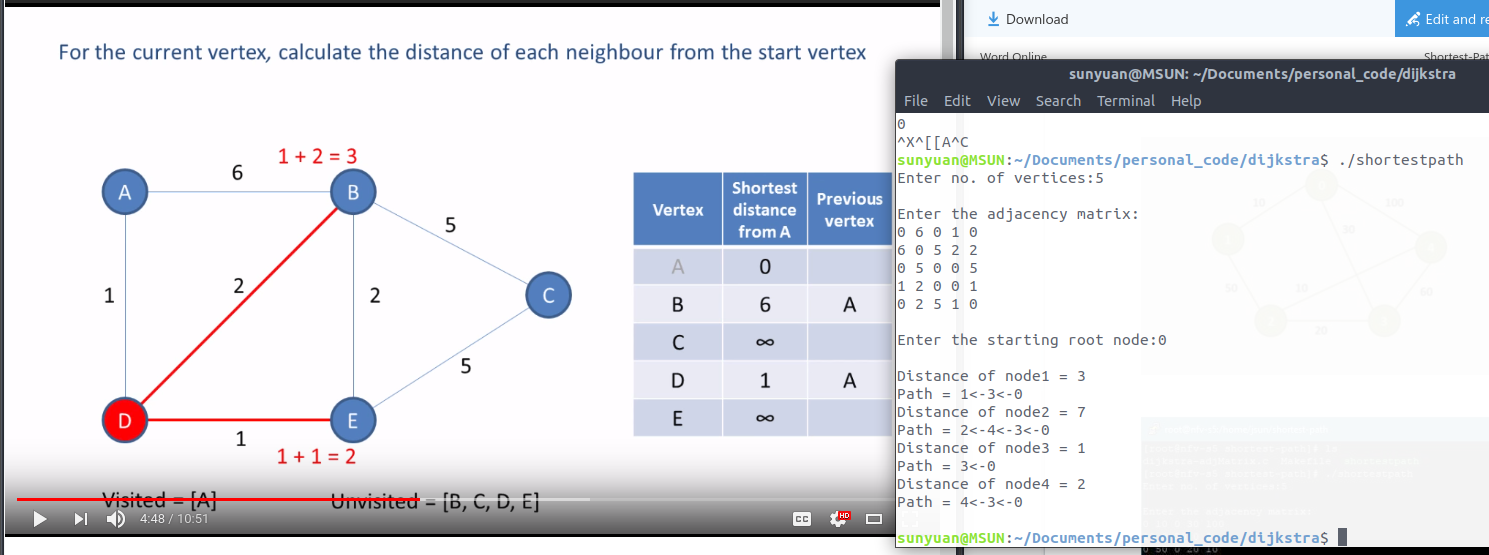 For the current vertex, calculate the distance of each neighbour from the start vertex
1 + 2 = 3
6
A
B
5
1
2
2
C
5
D
E
1
1 + 1 = 2
Vertex
Shortest distance from A
Previous vertex
A 0
B 6 A
C ∞
D 1 A
E ∞
Visited = [A]
Unvisited = [B, C, D, E]
4:48 / 10:51
CC
HD
Download
Edit and re
Word Online
Shortest-Pat
sunyuan@MSUN: ~/Documents/personal_code/dijkstra
File Edit View Search Terminal Help
0
^X^[[A^C
sunyuan@MSUN:~/Documents/personal_code/dijkstra$ ./shortestpath
Enter no. of vertices:5
Enter the adjacency matrix:
0 6 0 1 0
6 0 5 2 2
0 5 0 0 5
1 2 0 0 1
0 2 5 1 0
Enter the starting root node:0
Distance of node1 = 3
Path = 1<-3<-0
Distance of node2 = 7
Path = 2<-4<-3<-0
Distance of node3 = 1
Path = 3<-0
Distance of node4 = 2
Path = 4<-3<-0
sunyuan@MSUN:~/Documents/personal_code/dijkstra$